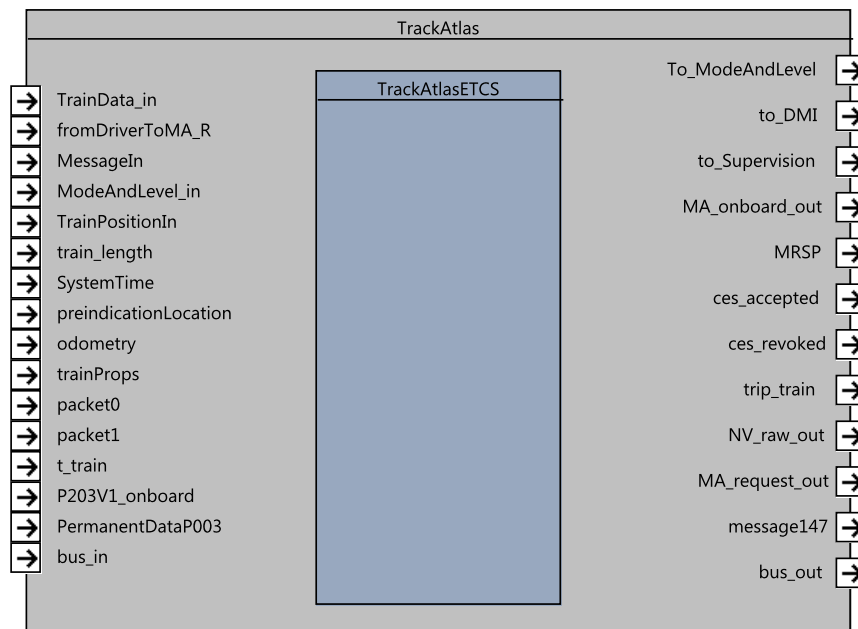 TrackAtlas
TrackAtlasETCS
TrainData_in
fromDriverToMA_R
MessageIn
ModeAndLevel_in
TrainPositionIn
train_length
SystemTime
preindicationLocation
odometry
trainProps
packet0
packet1
t_train
P203V1_onboard
PermanentDataP003
bus_in
To_ModeAndLevel
to_DMI
to_Supervision
MA_onboard_out
MRSP
ces_accepted
ces_revoked
trip_train
NV_raw_out
MA_request_out
message147
bus_out